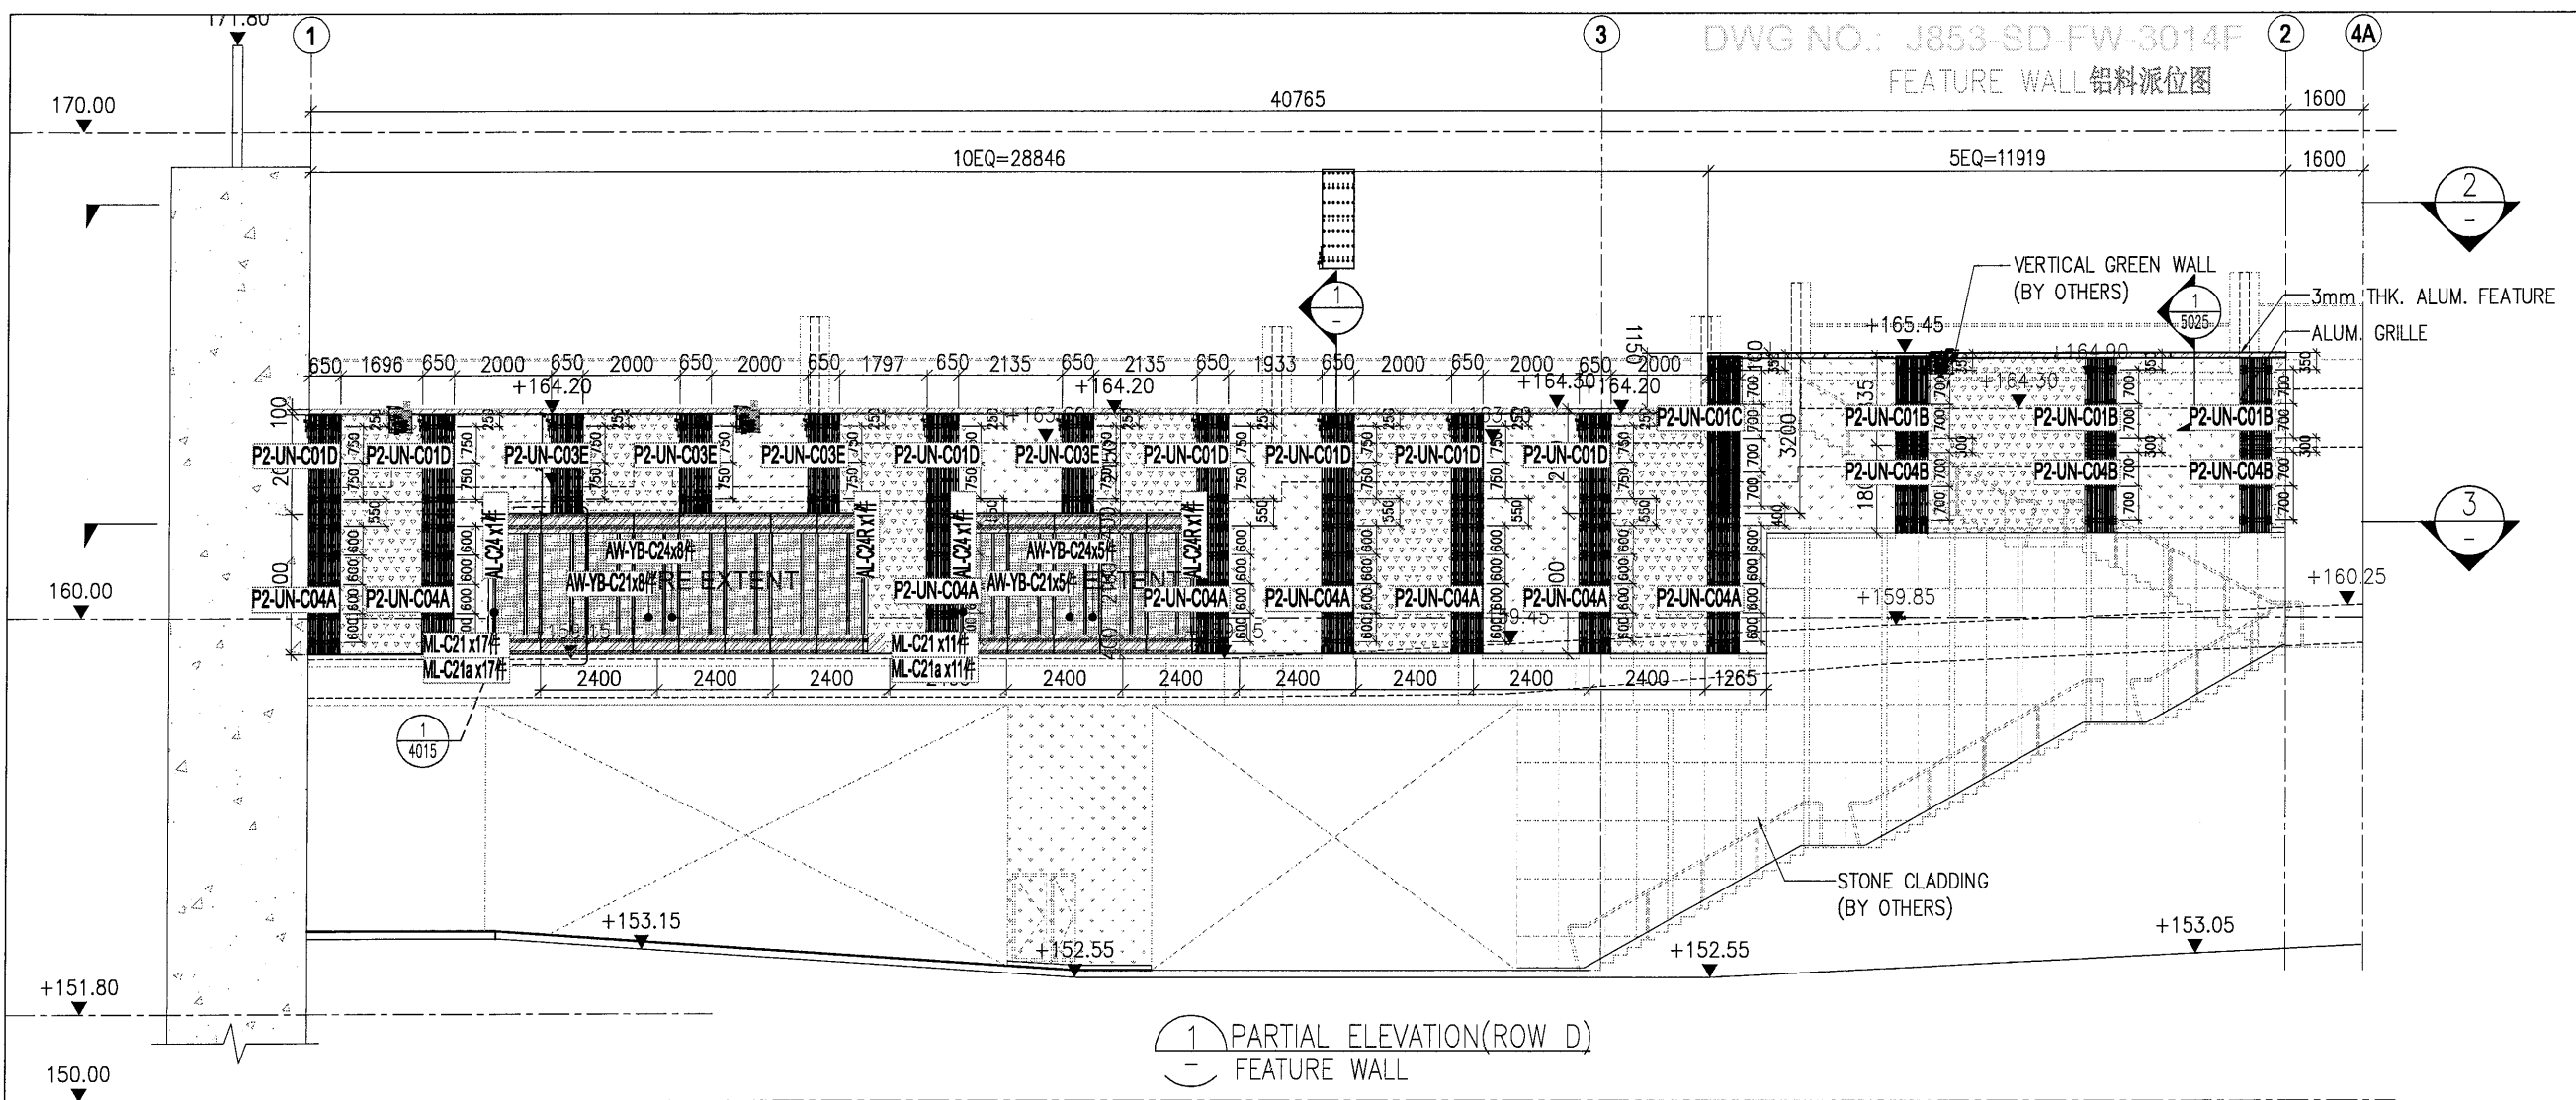 171.80
1
3
2
4A
DWG NO.: J853-SD-FW-3014F
FEATURE WALL铝料派位图
170.00
40765
1600
10EQ=28846
5EQ=11919
1600
2
-
1
-
VERTICAL GREEN WALL
(BY OTHERS)
1
5025
3mm THK. ALUM. FEATURE
ALUM. GRILLE
+165.45
+164.90
650 1696 650 2000 650 2000 650 2000 650 1797 650 2135 650 2135 650 1933 650 2000 650 2000 650 2000
1150
100
+164.20
+164.20
+164.30
+164.20
+164.30
100
P2-UN-C01D
P2-UN-C01D
P2-UN-C03E
P2-UN-C03E
P2-UN-C03E
P2-UN-C01D
P2-UN-C03E
P2-UN-C01D
P2-UN-C01D
P2-UN-C01D
P2-UN-C01D
P2-UN-C01C
P2-UN-C01B
P2-UN-C01B
P2-UN-C01B
3200
P2-UN-C04B
P2-UN-C04B
P2-UN-C04B
AL-C24 x1件
AL-C24R x1件
AL-C24 x1件
AL-C24R x1件
AW-YB-C24x8件
AW-YB-C21x8件
RE EXTENT
AW-YB-C24x5件
AW-YB-C21x5件
EXTENT
3
-
160.00
P2-UN-C04A
P2-UN-C04A
P2-UN-C04A
P2-UN-C04A
P2-UN-C04A
P2-UN-C04A
P2-UN-C04A
P2-UN-C04A
+159.85
+160.25
ML-C21 x17件
ML-C21a x17件
ML-C21 x11件
ML-C21a x11件
2400 2400 2400 2400 2400 2400 2400 2400 2400 1265
1
4015
STONE CLADDING
(BY OTHERS)
+153.15
+152.55
+152.55
+153.05
+151.80
1
-
PARTIAL ELEVATION(ROW D)
FEATURE WALL
150.00